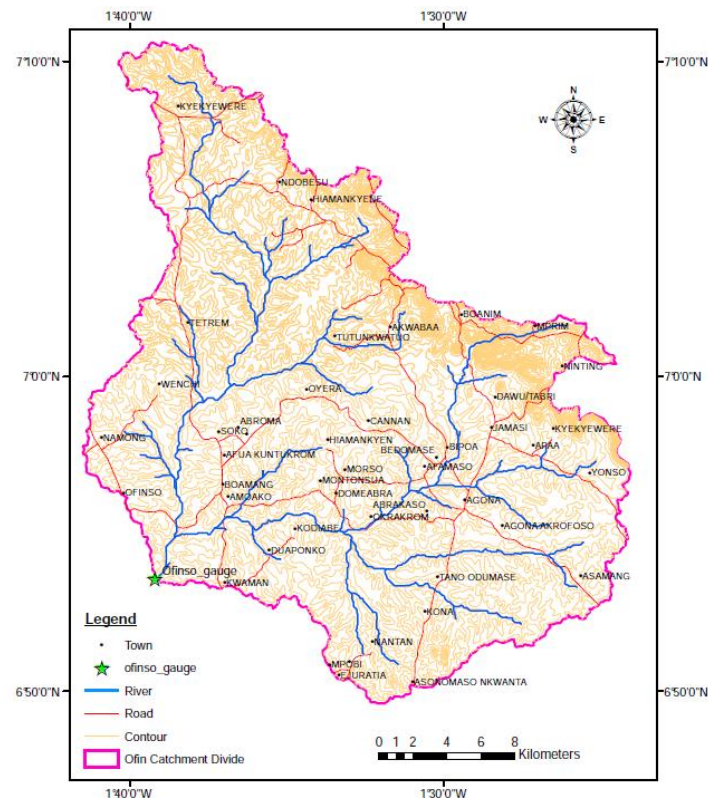 1°40'0"W 1°30'0"W
7°10'0"N 7°10'0"N
KYEKYEWERE
N
W E
S
NDOBESU
HIAMANKYENE
BOANIM
TETREM
AKWABAA
MPRIM
TUTUNKWATUO
NINTING
7°0'0"N 7°0'0"N
WENCHI
OYERA
DAWU/TABRI
ABROMA
CANNAN
SOKO
JAMASI
KYEKYEWERE
NAMONG
HIAMANKYEN
BEDOMASE
BIPOA
APAA
AFUA KUNTUKROM
MORSO
APAMASO
YONSO
BOAMANG
MONTONSUA
OFINSO
AMOAKO
DOMEABRA
ABRAKASO
AGONA
OKRAKROM
KODIABE
AGONA AKROFOSO
DUAPONKO
Ofinso_gauge
KWAMAN
TANO ODUMASE
ASAMANG
KONA
NANTAN
MPOBI
EJURATIA
ASONOMASO NKWANTA
6°50'0"N 6°50'0"N
Legend
Town
ofinso_gauge
River
Road
Contour
Ofin Catchment Divide
0 1 2 4 6 8
Kilometers
1°40'0"W 1°30'0"W